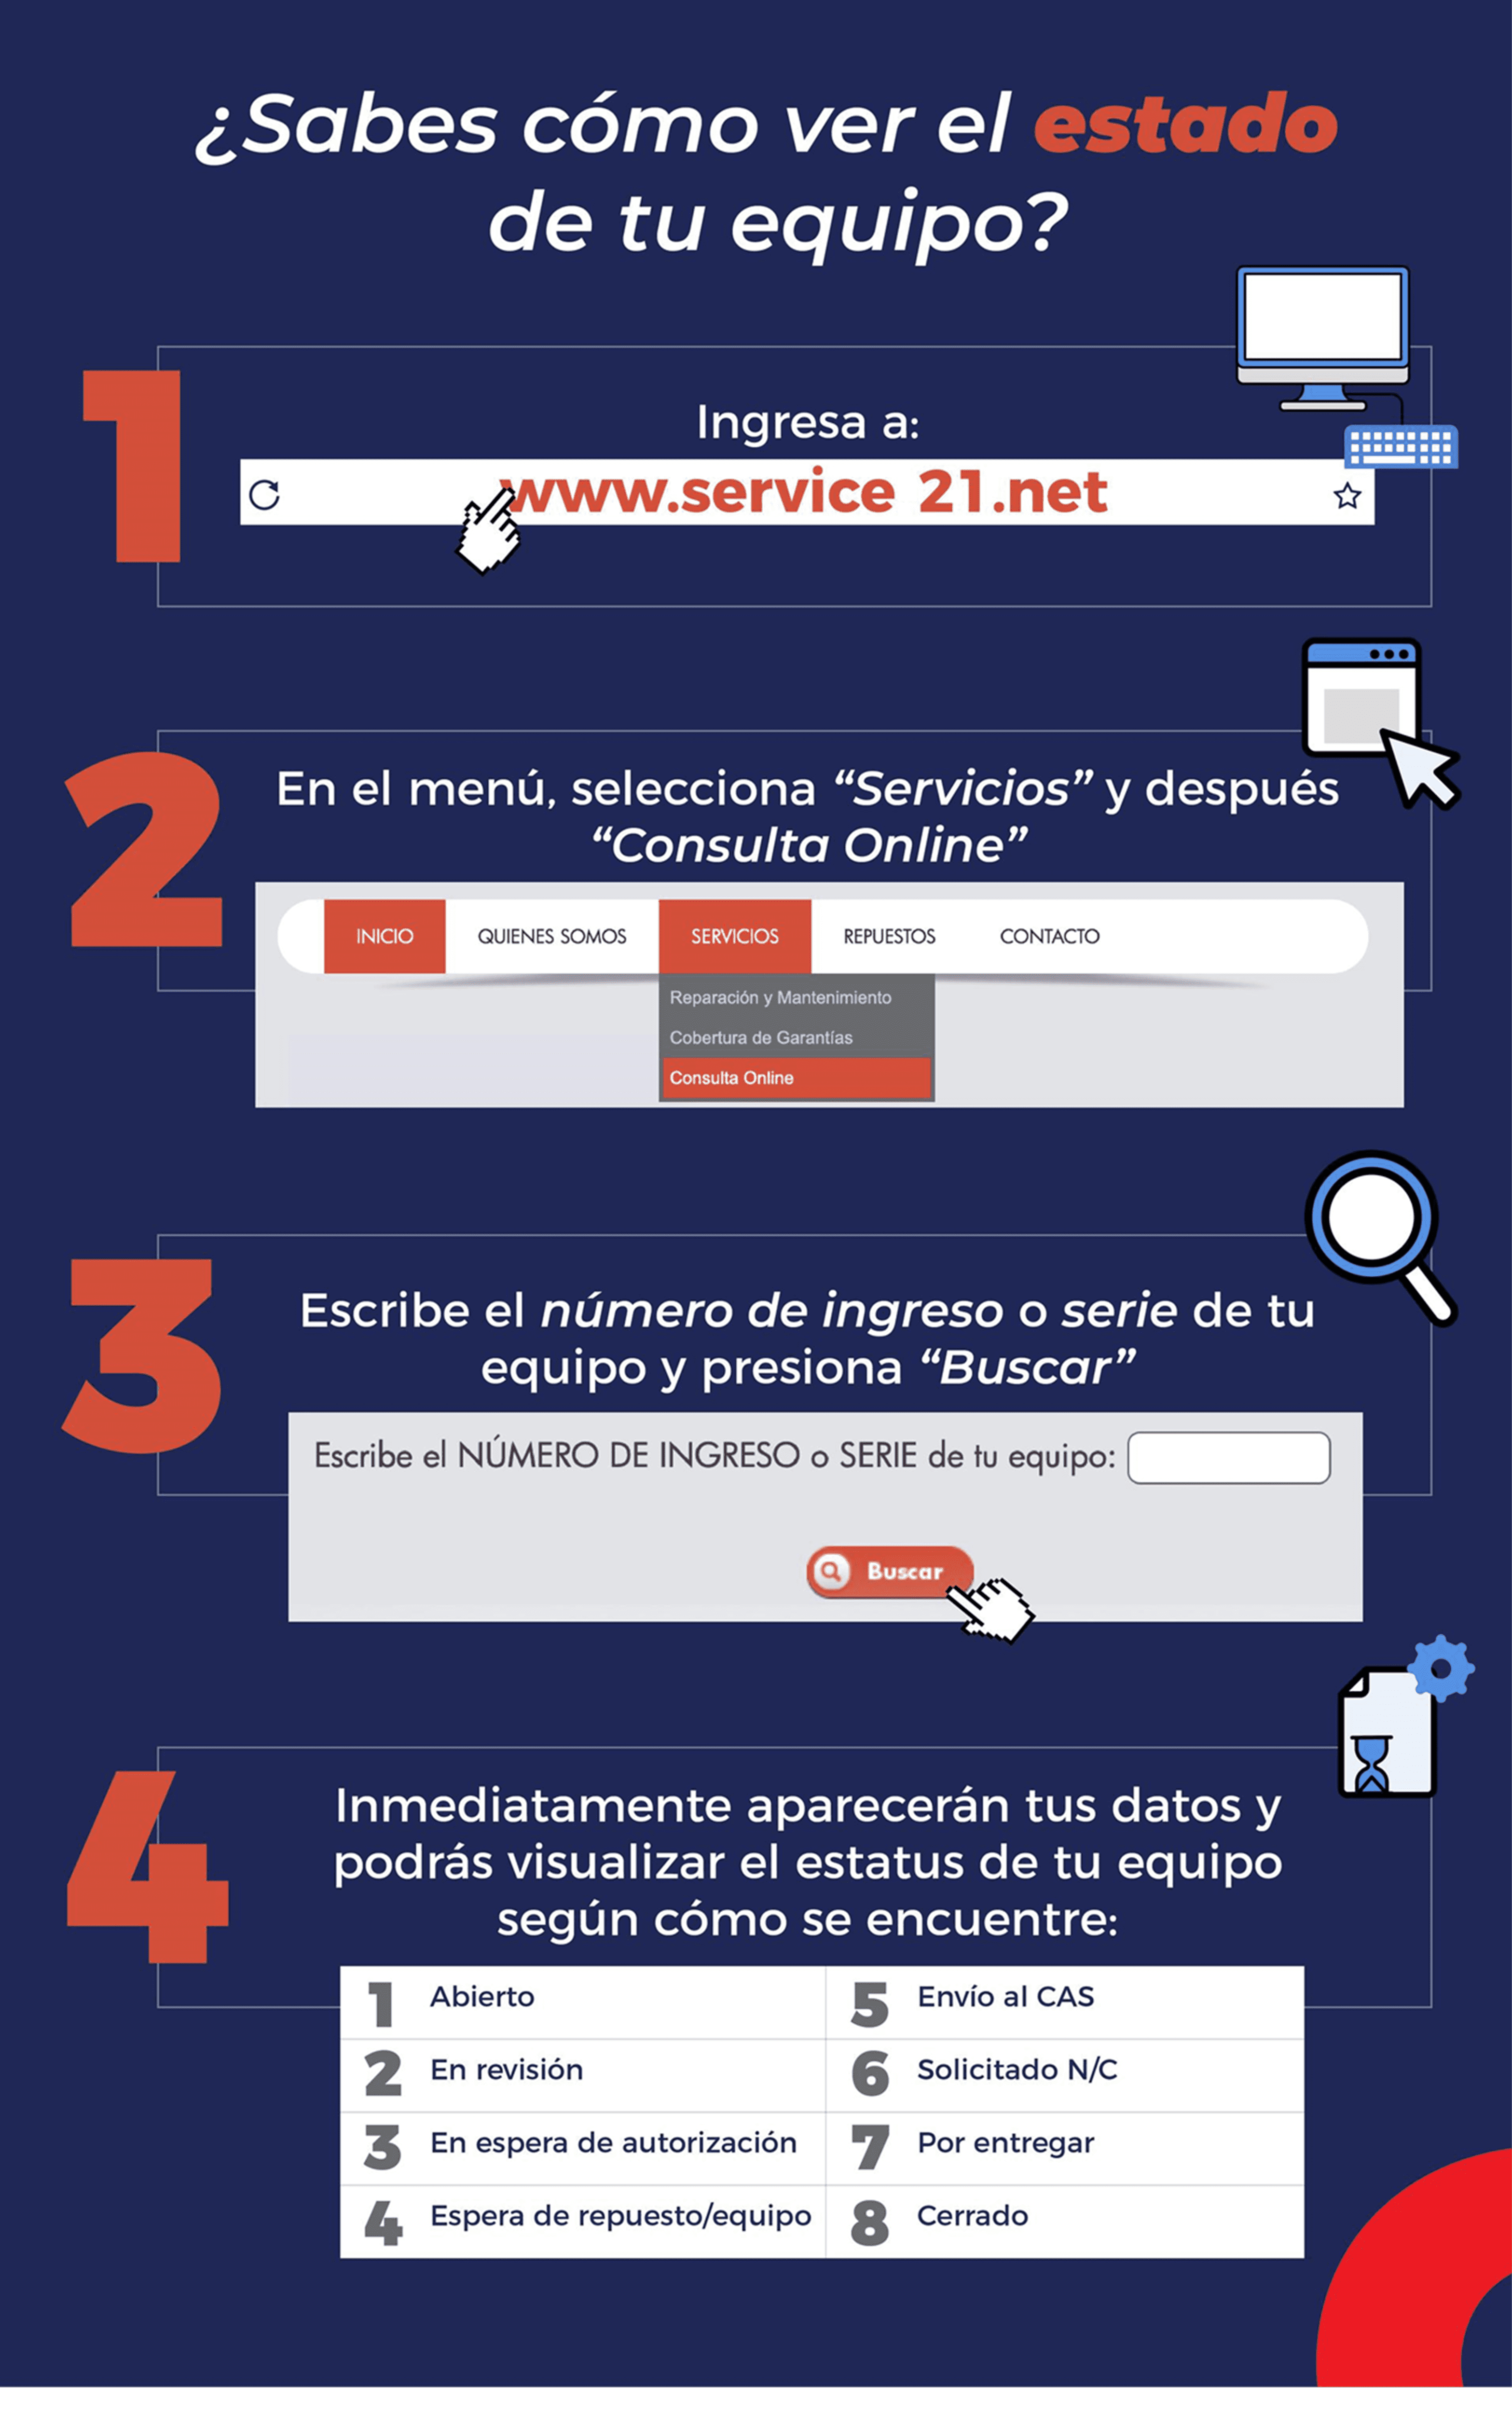 ¿Sabes cómo ver el estado
de tu equipo?
1
Ingresa a:
www.service 21.net
2
En el menú, selecciona “Servicios” y después
“Consulta Online”
INICIO QUIENES SOMOS SERVICIOS REPUESTOS CONTACTO
Reparación y Mantenimiento
Cobertura de Garantías
Consulta Online
3
Escribe el número de ingreso o serie de tu
equipo y presiona “Buscar”
Escribe el NÚMERO DE INGRESO o SERIE de tu equipo:
Buscar
4
Inmediatamente aparecerán tus datos y
podrás visualizar el estatus de tu equipo
según cómo se encuentre:
1 Abierto
2 En revisión
3 En espera de autorización
4 Espera de repuesto/equipo
5 Envío al CAS
6 Solicitado N/C
7 Por entregar
8 Cerrado